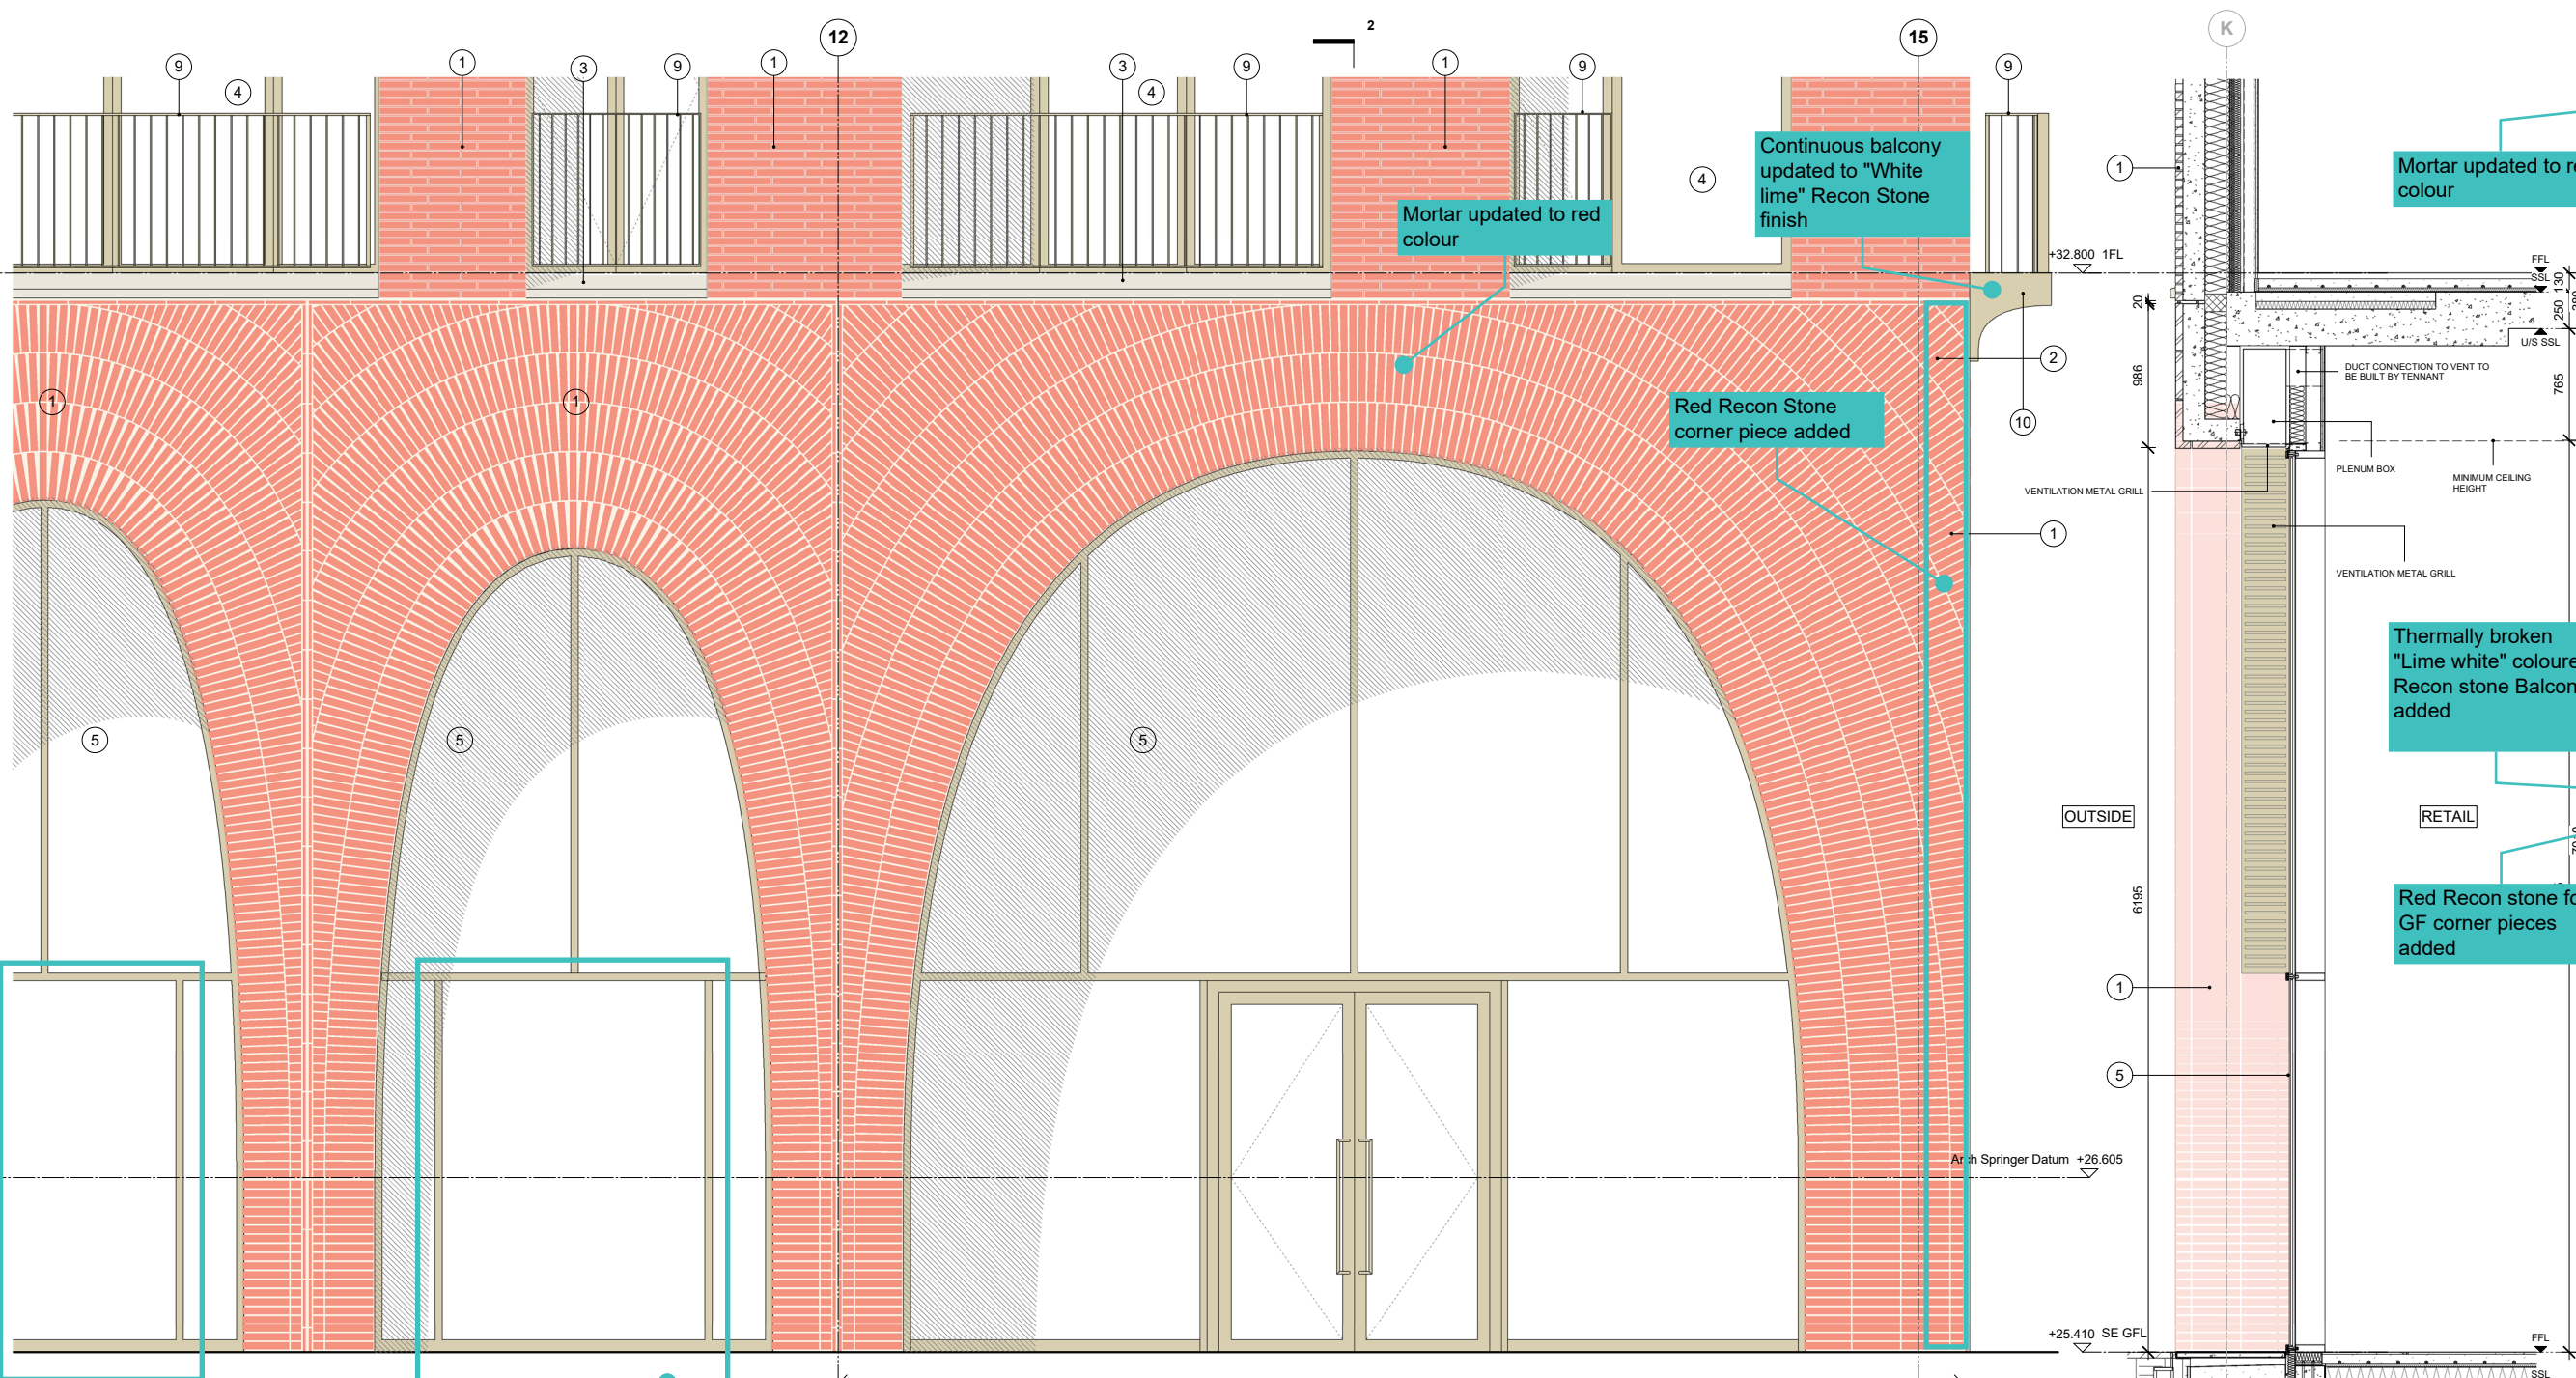 2
12
15
K
9
4
1
3
9
1
3
4
9
1
9
4
9
1
Continuous balcony
updated to "White
lime" Recon Stone
finish
Mortar updated to red
colour
Mortar updated to
colour
+32.800 1FL
FFL
SSL
130
250
20
U/S SSL
986
765
1
1
2
10
1
Red Recon Stone
corner piece added
DUCT CONNECTION TO VENT TO
BE BUILT BY TENNANT
PLENUM BOX
MINIMUM CEILING
HEIGHT
VENTILATION METAL GRILL
VENTILATION METAL GRILL
5
5
5
Thermally broken
"Lime white"
Recon stone
added
OUTSIDE
RETAIL
6195
Red Recon stone
GF corner pieces
added
1
5
Arch Springer Datum +26.605
+25.410 SE GFL
FFL
SSL